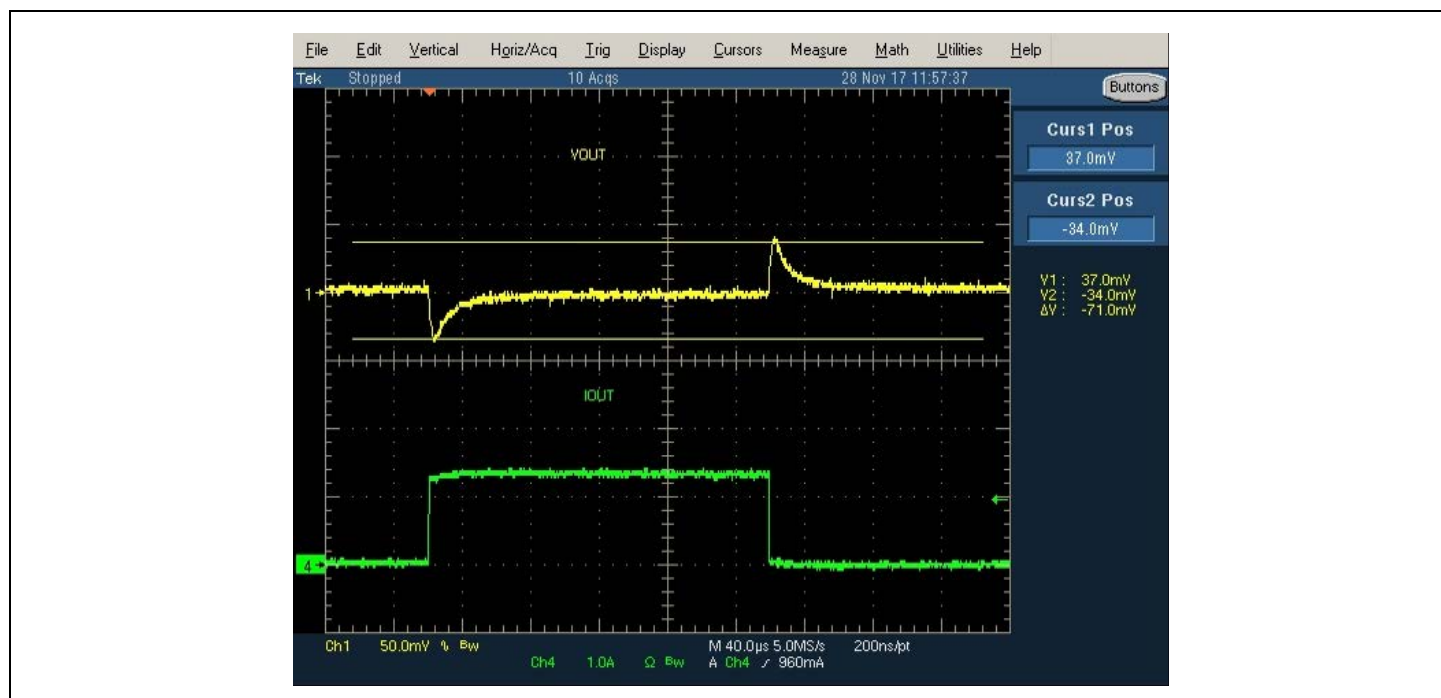 File Edit Vertical Horiz/Acq Trig Display Cursors Measure Math Utilities Help
Tek Stopped 10 Acqs 28 Nov 17 11:57:37
Buttons
Curs1 Pos
37.0mV
Curs2 Pos
-34.0mV
VOUT
V1 : 37.0mV
V2 : -34.0mV
ΔV : -71.0mV
1
IOUT
4
Ch1 50.0mV ∿ Bw M 40.0µs 5.0MS/s 200ns/pt
Ch4 1.0A Ω Bw A Ch4 ∕ 960mA